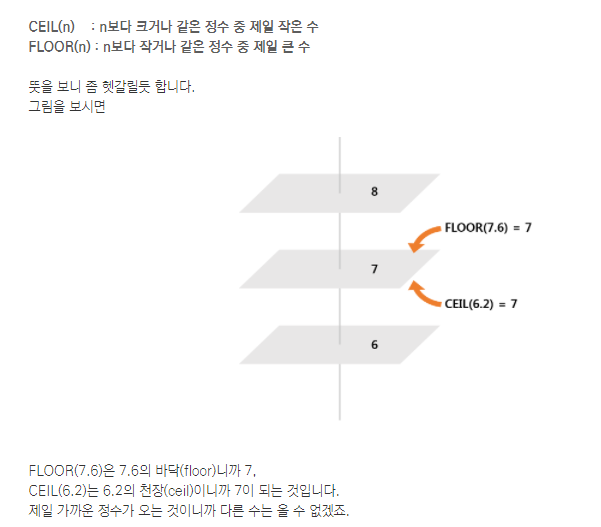 CEIL(n) : n보다 크거나 같은 정수 중 제일 작은 수
FLOOR(n) : n보다 작거나 같은 정수 중 제일 큰 수
뜻을 보니 좀 헷갈릴듯 합니다.
그림을 보시면
8
FLOOR(7.6) = 7
7
CEIL(6.2) = 7
6
FLOOR(7.6)은 7.6의 바닥(floor)니까 7,
CEIL(6.2)는 6.2의 천장(ceil)이니까 7이 되는 것입니다.
제일 가까운 정수가 오는 것이니까 다른 수는 올 수 없겠죠.